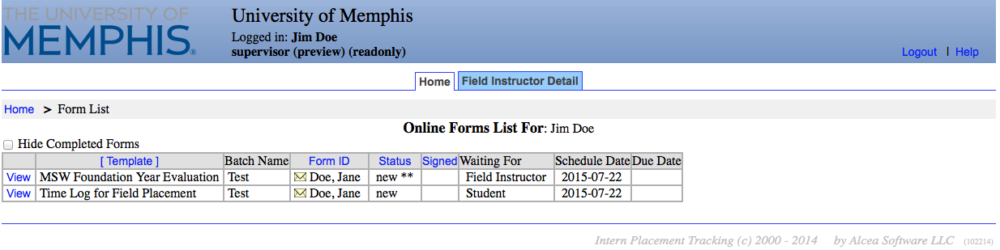 THE UNIVERSITY OF
MEMPHIS®
University of Memphis
Logged in: Jim Doe
supervisor (preview) (readonly)
Logout | Help
Home Field Instructor Detail
Home > Form List
Online Forms List For: Jim Doe
Hide Completed Forms
[ Template ] Batch Name Form ID Status Signed Waiting For Schedule Date Due Date
View MSW Foundation Year Evaluation Test Doe, Jane new ** Field Instructor 2015-07-22
View Time Log for Field Placement Test Doe, Jane new Student 2015-07-22
Intern Placement Tracking (c) 2000 - 2014 by Alcea Software LLC (102214)